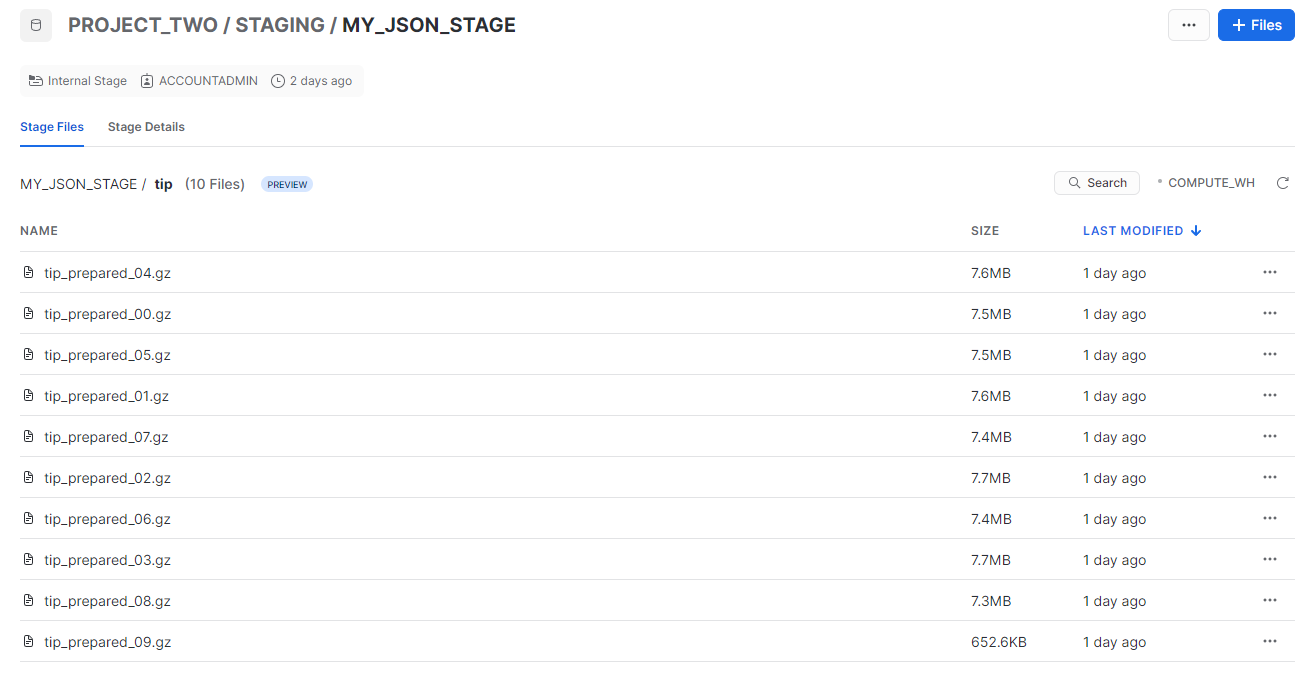 PROJECT_TWO / STAGING / MY_JSON_STAGE
+ Files
Internal Stage ACCOUNTADMIN 2 days ago
Stage Files Stage Details
MY_JSON_STAGE / tip (10 Files) PREVIEW
Search COMPUTE_WH
NAME SIZE LAST MODIFIED
tip_prepared_04.gz 7.6MB 1 day ago
tip_prepared_00.gz 7.5MB 1 day ago
tip_prepared_05.gz 7.5MB 1 day ago
tip_prepared_01.gz 7.6MB 1 day ago
tip_prepared_07.gz 7.4MB 1 day ago
tip_prepared_02.gz 7.7MB 1 day ago
tip_prepared_06.gz 7.4MB 1 day ago
tip_prepared_03.gz 7.7MB 1 day ago
tip_prepared_08.gz 7.3MB 1 day ago
tip_prepared_09.gz 652.6KB 1 day ago